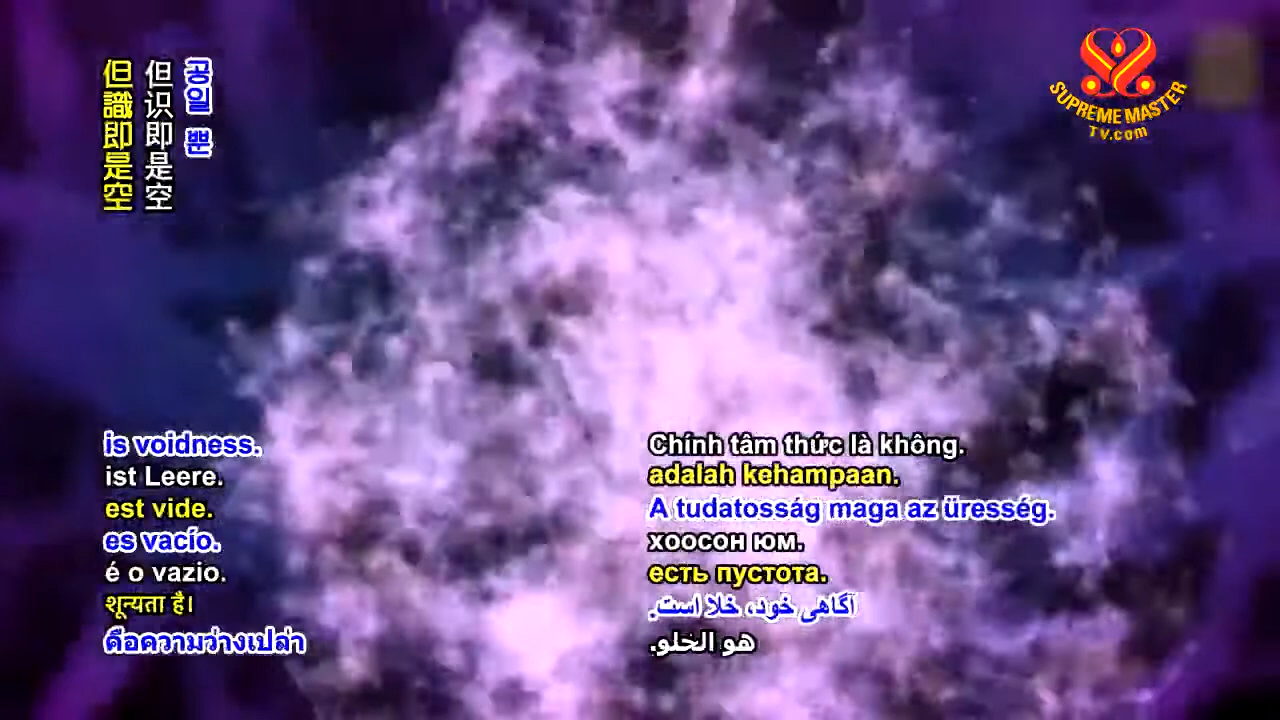 공일 뿐
但识即是空
但識即是空
SUPREME MASTER
TV.com
is voidness.
ist Leere.
est vide.
es vacío.
é o vazio.
शून्यता है।
คือความว่างเปล่า
Chính tâm thức là không.
adalah kehampaan.
A tudatosság maga az üresség.
хоосон юм.
есть пустота.
آگاهی خود، خلا است.
هو الخلو.